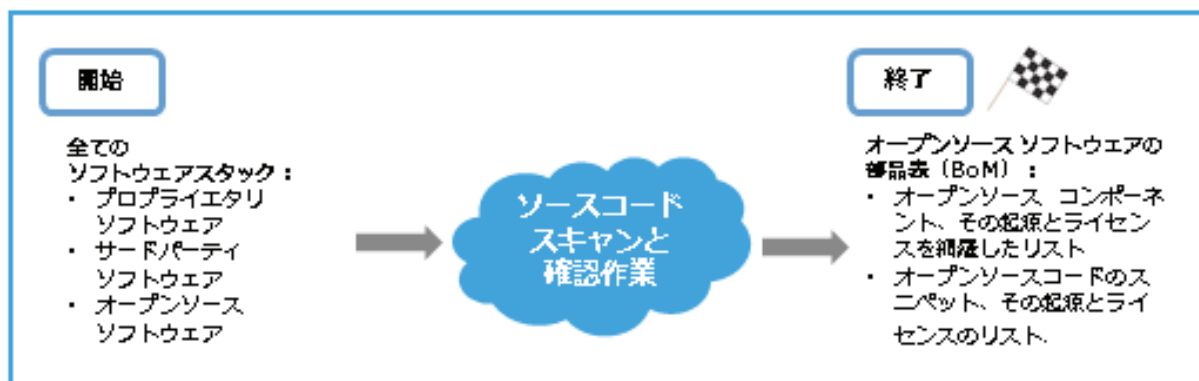 開始
全ての
ソフトウェアスタック：
・ プロプライエタリ
ソフトウェア
・ サードパーティ
ソフトウェア
・ オープンソース
ソフトウェア
ソースコード
スキャンと
確認作業
終了
オープンソース ソフトウェアの
部品表（BoM）：
・ オープンソース コンポーネ
ント、その起源とライセン
スを網羅したリスト
・ オープンソースコードのス
ニペット、その起源とライ
センスのリスト.